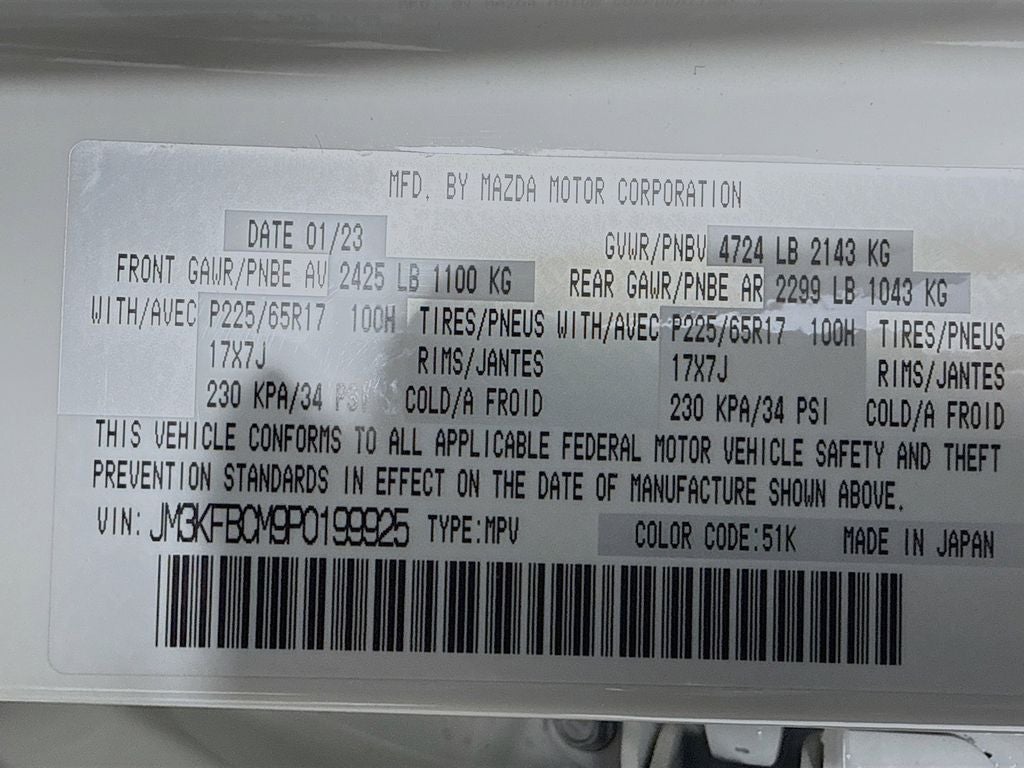 MFD. BY MAZDA MOTOR CORPORATION
DATE 01/23 GVWR/PNBV 4724 LB 2143 KG
FRONT GAWR/PNBE AV 2425 LB 1100 KG REAR GAWR/PNBE AR 2299 LB 1043 KG
WITH/AVEC P225/65R17 100H TIRES/PNEUS WITH/AVEC P225/65R17 100H TIRES/PNEUS
17X7J RIMS/JANTES 17X7J RIMS/JANTES
230 KPA/34 PSI COLD/A FROID 230 KPA/34 PSI COLD/A FROID
THIS VEHICLE CONFORMS TO ALL APPLICABLE FEDERAL MOTOR VEHICLE SAFETY AND THEFT
PREVENTION STANDARDS IN EFFECT ON THE DATE OF MANUFACTURE SHOWN ABOVE.
VIN: JM3KFBCM9P0199925 TYPE:MPV COLOR CODE:51K MADE IN JAPAN